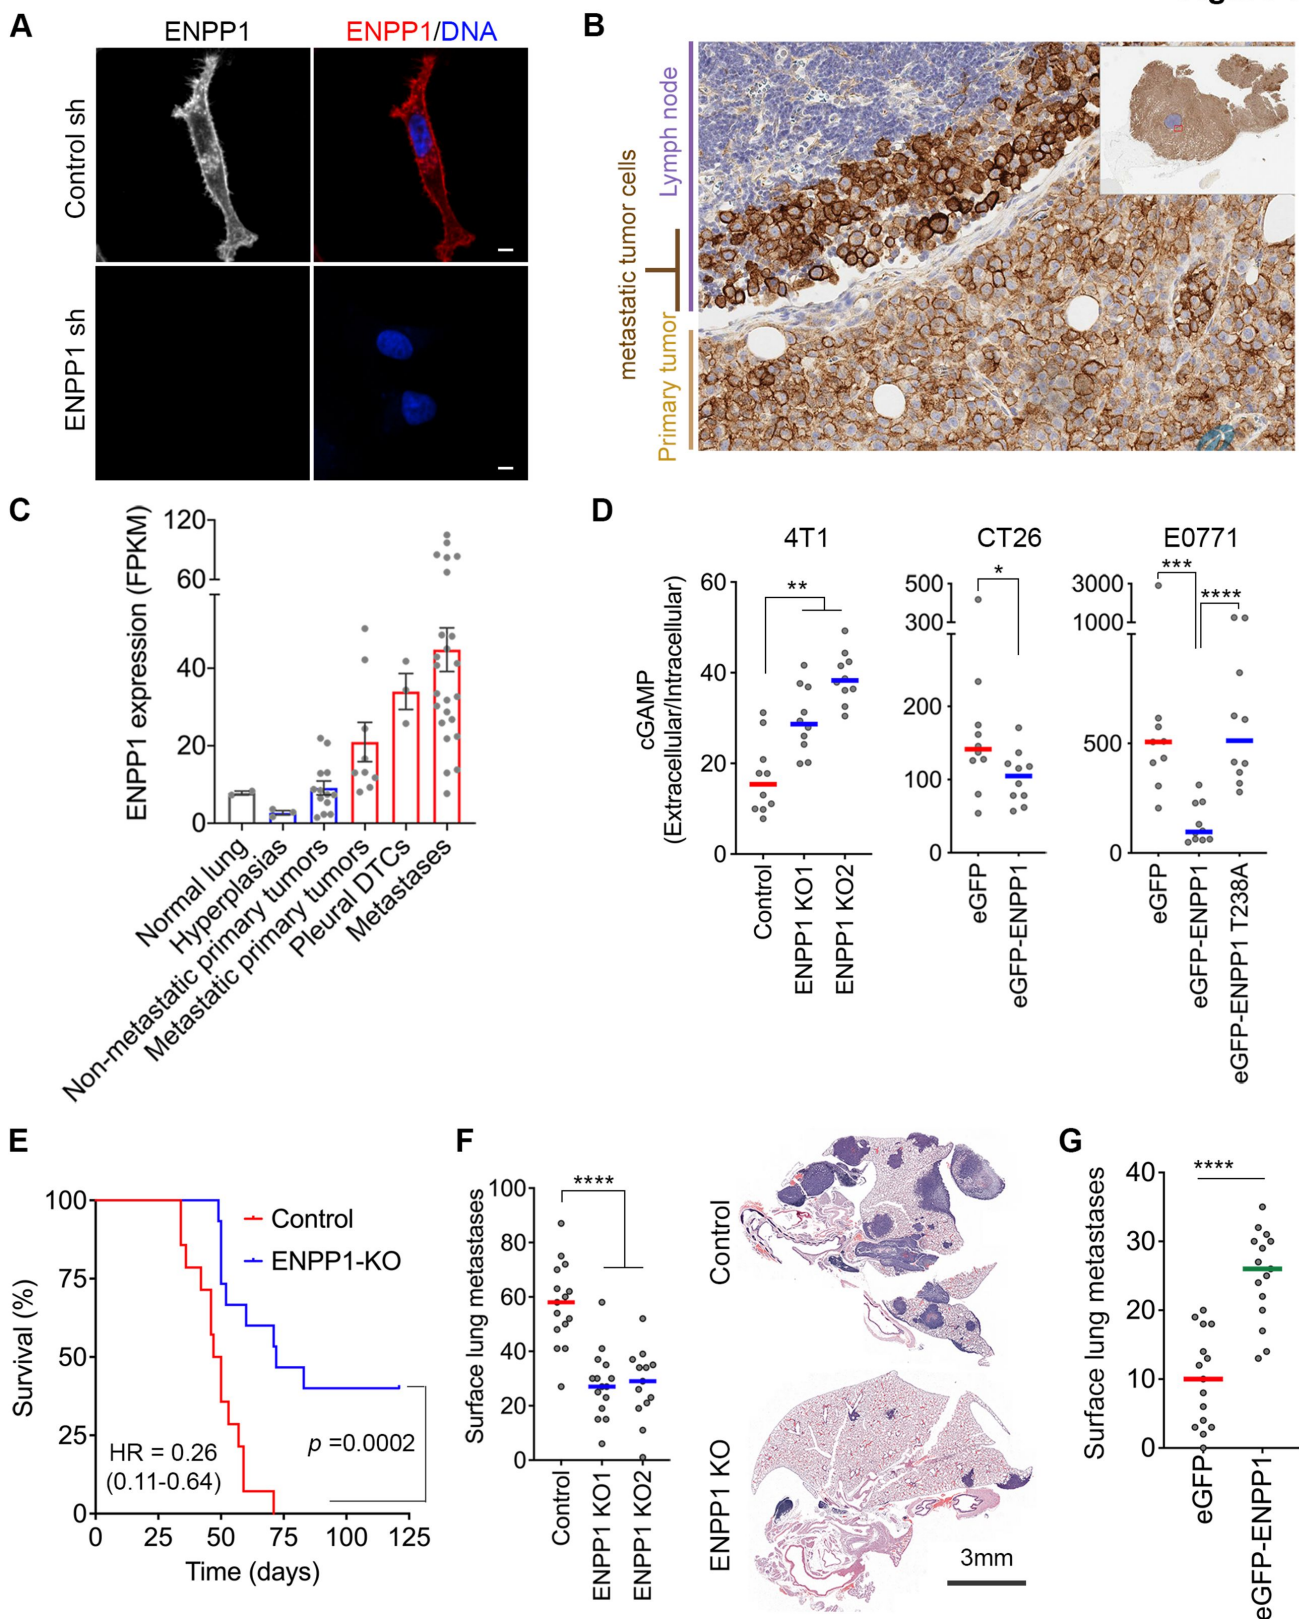 A
ENPP1
ENPP1/DNA
Control sh
ENPP1 sh
B
Lymph node
metastatic tumor cells
Primary tumor
C
ENPP1 expression (FPKM)
120
60
40
20
0
Normal lung
Hyperplasias
Non-metastatic primary tumors
Metastatic primary tumors
Pleural DTCs
Metastases
D
cGAMP
(Extracellular/Intracellular)
4T1
**
60
40
20
0
Control
ENPP1 KO1
ENPP1 KO2
CT26
*
500
300
200
100
0
eGFP
eGFP-ENPP1
E0771
***
****
3000
1000
500
0
eGFP
eGFP-ENPP1
eGFP-ENPP1 T238A
E
Survival (%)
100
75
50
25
0
Control
ENPP1-KO
HR = 0.26
(0.11-0.64)
p =0.0002
0 25 50 75 100 125
Time (days)
F
Surface lung metastases
****
100
80
60
40
20
0
Control
ENPP1 KO1
ENPP1 KO2
Control
ENPP1 KO
3mm
G
Surface lung metastases
****
40
30
20
10
0
eGFP
eGFP-ENPP1